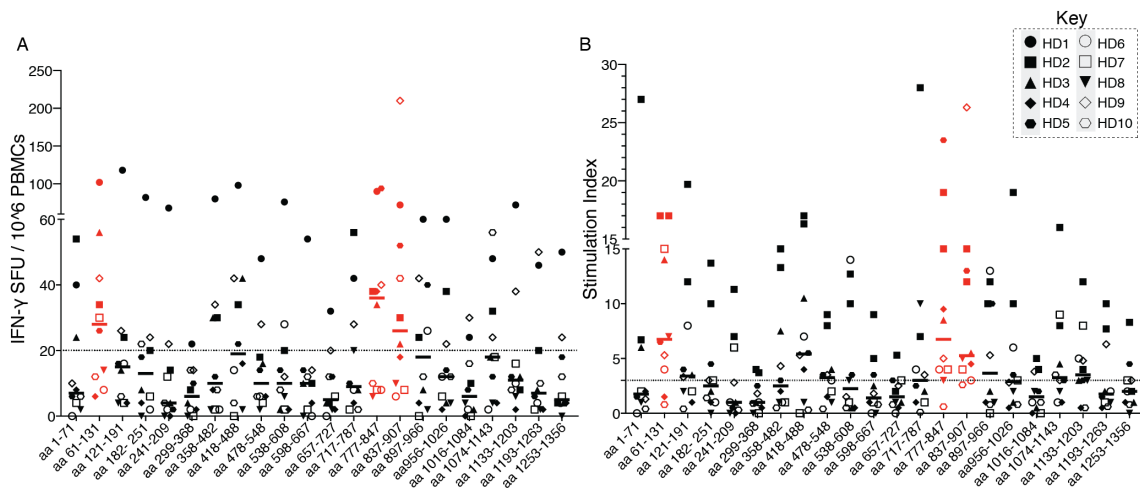 Key
HD1 HD6
HD2 HD7
HD3 HD8
HD4 HD9
HD5 HD10
A
IFN-γ SFU / 10^6 PBMCs
250
200
150
100
60
40
20
0
aa 1-71
aa 61-131
aa 121-191
aa 182- 251
aa 241-209
aa 299-368
aa 358-482
aa 418-488
aa 478-548
aa 538-608
aa 598-667
aa 657-727
aa 717-787
aa 777-847
aa 837-907
aa 897-966
aa956-1026
aa 1016-1084
aa 1074-1143
aa 1133-1203
aa 1193-1263
aa 1253-1356
B
Stimulation Index
30
25
20
15
15
10
5
0
aa 1-71
aa 61-131
aa 121-191
aa 182- 251
aa 241-209
aa 299-368
aa 358-482
aa 418-488
aa 478-548
aa 538-608
aa 598-667
aa 657-727
aa 717-787
aa 777-847
aa 837-907
aa 897-966
aa956-1026
aa 1016-1084
aa 1074-1143
aa 1133-1203
aa 1193-1263
aa 1253-1356